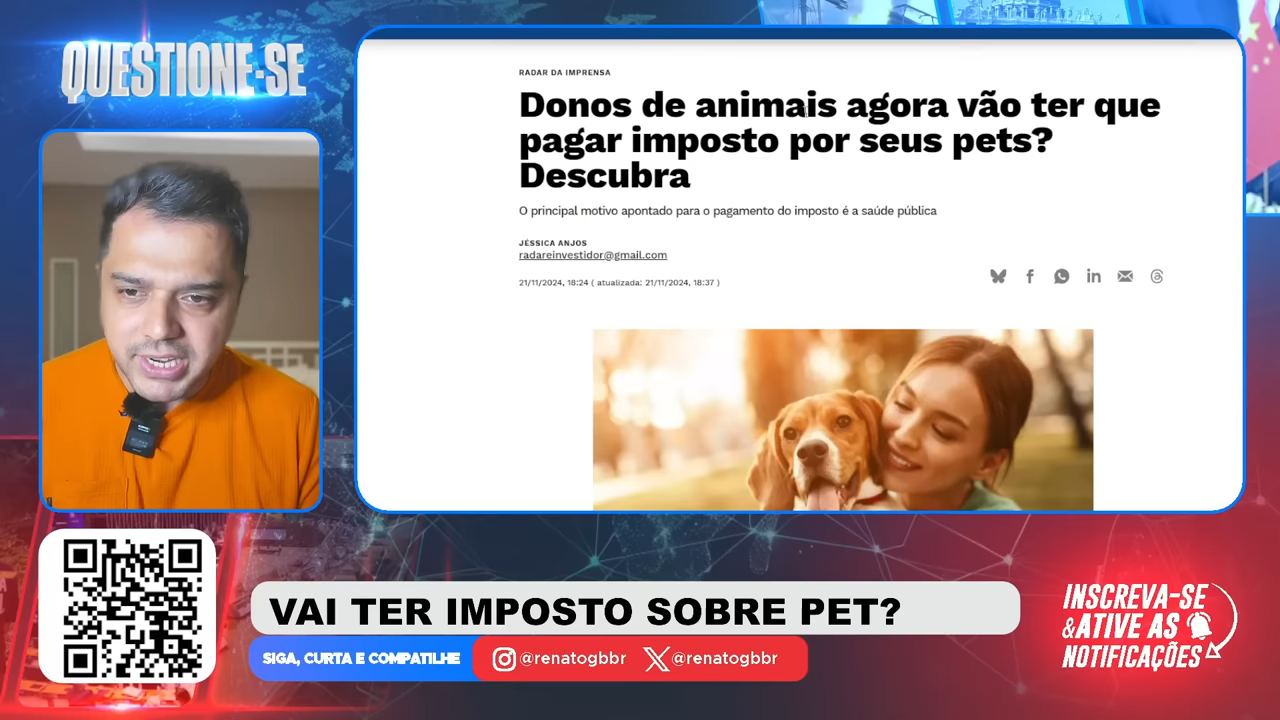 QUESTIONE-SE
RADAR DA IMPRENSA
Donos de animais agora vão ter que
pagar imposto por seus pets?
Descubra
O principal motivo apontado para o pagamento do imposto é a saúde pública
JÉSSICA ANJOS
radareinvestidor@gmail.com
21/11/2024, 18:24 ( atualizada: 21/11/2024, 18:37 )
VAI TER IMPOSTO SOBRE PET?
SIGA, CURTA E COMPATILHE
@renatogbbr
@renatogbbr
INSCREVA-SE
&ATIVE AS
NOTIFICAÇÕES